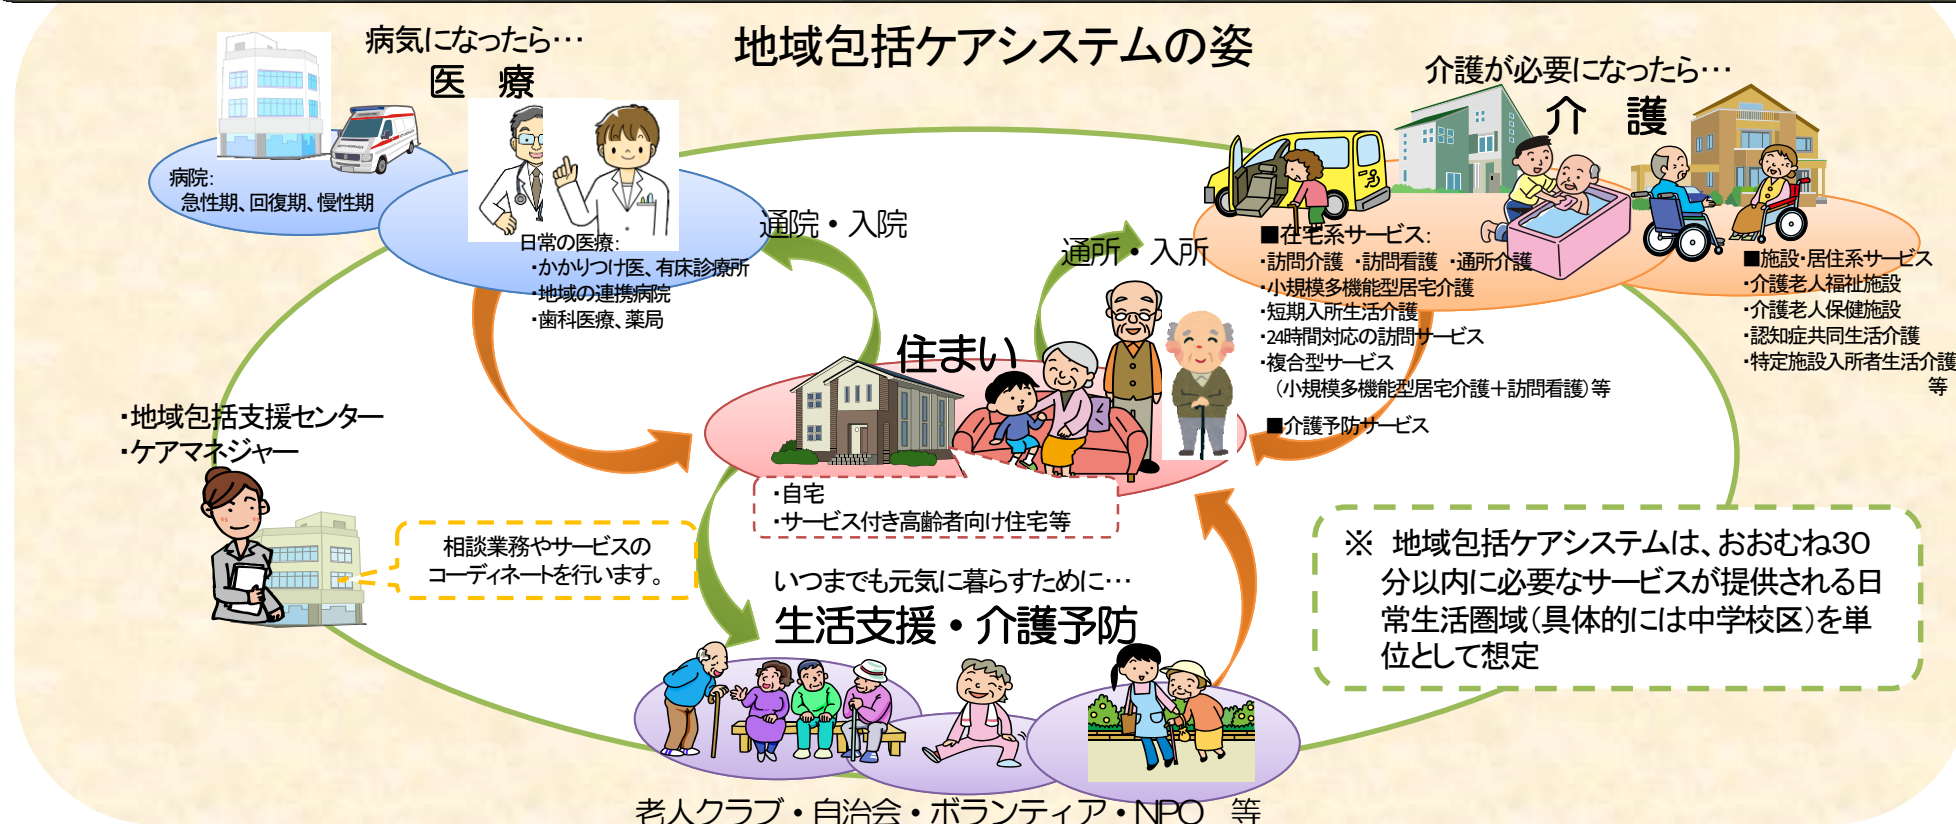 地域包括ケアシステムの姿
病気になったら…
医 療
病院:
急性期、回復期、慢性期
日常の医療:
・かかりつけ医、有床診療所
・地域の連携病院
・歯科医療、薬局
通院・入院
通所・入所
介護が必要になったら…
介 護
■在宅系サービス:
・訪問介護 ・訪問看護 ・通所介護
・小規模多機能型居宅介護
・短期入所生活介護
・24時間対応の訪問サービス
・複合型サービス
（小規模多機能型居宅介護＋訪問看護）等
■介護予防サービス
■施設・居住系サービス
・介護老人福祉施設
・介護老人保健施設
・認知症共同生活介護
・特定施設入所者生活介護
等
住まい
・自宅
・サービス付き高齢者向け住宅等
・地域包括支援センター
・ケアマネジャー
相談業務やサービスの
コーディネートを行います。
いつまでも元気に暮らすために…
生活支援・介護予防
※ 地域包括ケアシステムは、おおむね30
分以内に必要なサービスが提供される日
常生活圏域（具体的には中学校区）を単
位として想定
老人クラブ・自治会・ボランティア・NPO 等